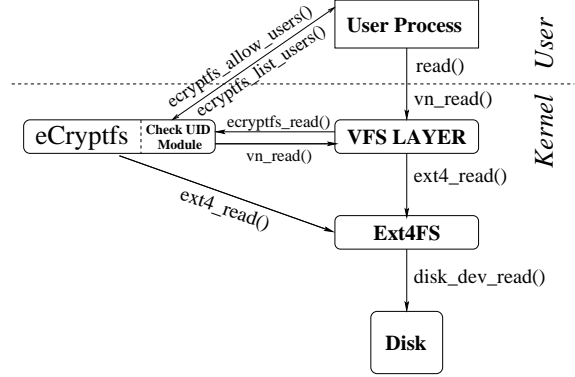 User Process
User
ecryptfs_allow_users()
ecryptfs_list_users()
read()
vn_read()
Kernel
eCryptfs
Check UID
Module
ecryptfs_read()
vn_read()
VFS LAYER
ext4_read()
ext4_read()
Ext4FS
disk_dev_read()
Disk